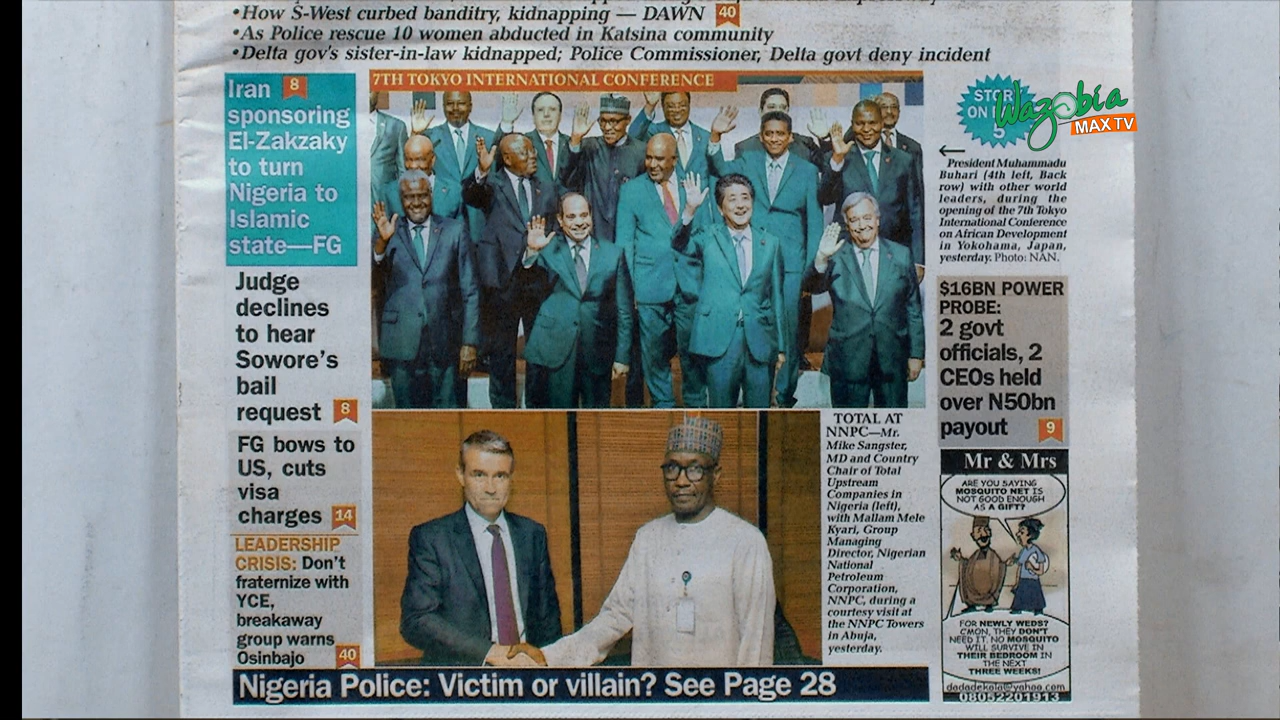 •How S-West curbed banditry, kidnapping — DAWN 40
•As Police rescue 10 women abducted in Katsina community
•Delta gov's sister-in-law kidnapped; Police Commissioner, Delta govt deny incident
Iran 8
sponsoring
El-Zakzaky
to turn
Nigeria to
Islamic
state—FG
Judge
declines
to hear
Sowore's
bail
request 8
FG bows to
US, cuts
visa
charges 14
LEADERSHIP
CRISIS: Don't
fraternize with
YCE,
breakaway
group warns
Osinbajo 40
7TH TOKYO INTERNATIONAL CONFERENCE
STOR
ON
5
Wazobia
MAX TV
President Muhammadu
Buhari (4th left, Back
row) with other world
leaders, during the
opening of the 7th Tokyo
International Conference
on African Development
in Yokohama, Japan,
yesterday. Photo: NAN.
$16BN POWER
PROBE:
2 govt
officials, 2
CEOs held
over N50bn
payout 9
TOTAL AT
NNPC—Mr.
Mike Sangster,
MD and Country
Chair of Total
Upstream
Companies in
Nigeria (left),
with Mallam Mele
Kyari, Group
Managing
Director, Nigerian
National
Petroleum
Corporation,
NNPC, during a
courtesy visit at
the NNPC Towers
in Abuja,
yesterday.
Mr & Mrs
ARE YOU SAYING
MOSQUITO NET IS
NOT GOOD ENOUGH
AS A GIFT?
FOR NEWLY WEDS?
C'MON, THEY DON'T
NEED IT. NO MOSQUITO
WILL SURVIVE IN
THEIR BEDROOM IN
THE NEXT
THREE WEEKS!
dadadekola@yahoo.com
08052201913
Nigeria Police: Victim or villain? See Page 28